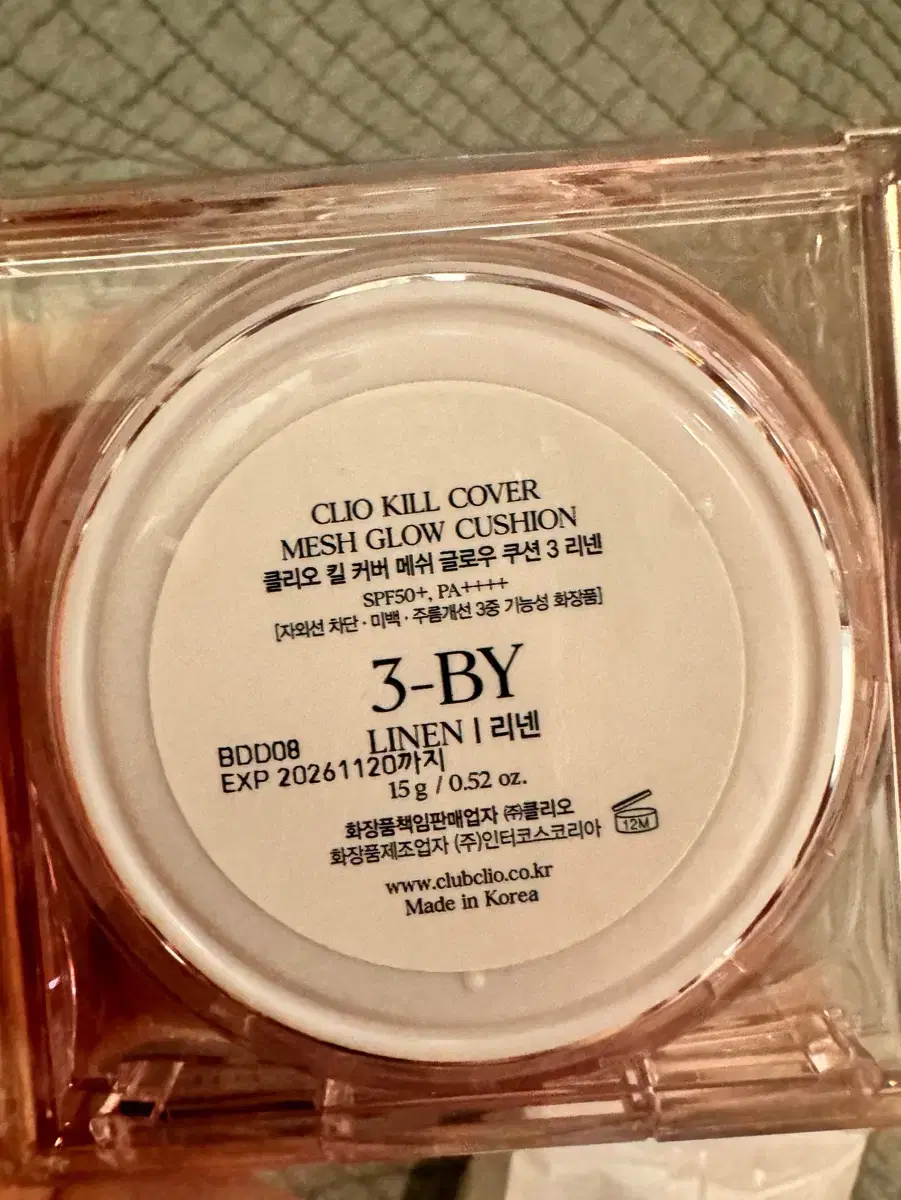 CLIO KILL COVER
MESH GLOW CUSHION
클리오 킬 커버 메쉬 글로우 쿠션 3 리넨
SPF50+, PA++++
[자외선 차단 · 미백 · 주름개선 3중 기능성 화장품]
3-BY
LINEN | 리넨
BDD08
EXP 20261120까지
15 g / 0.52 oz.
화장품책임판매업자 ㈜클리오
화장품제조업자 (주)인터코스코리아
12M
www.clubclio.co.kr
Made in Korea